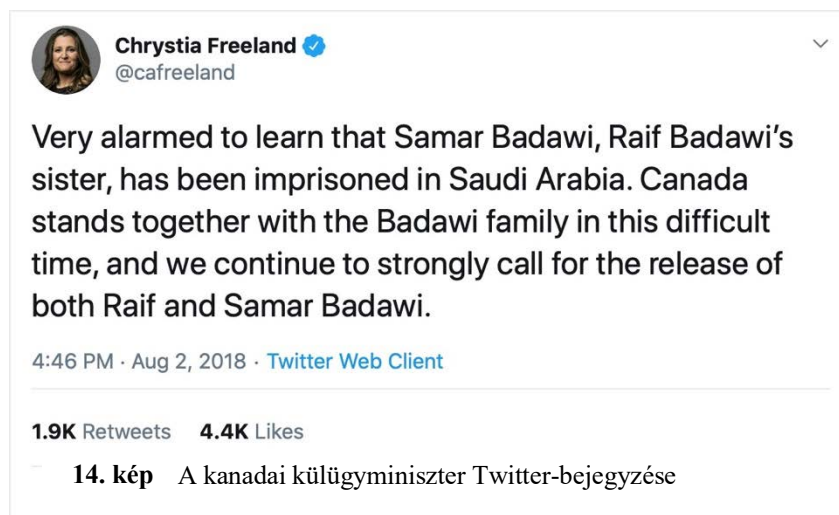 Chrystia Freeland
@cafreeland
Very alarmed to learn that Samar Badawi, Raif Badawi’s
sister, has been imprisoned in Saudi Arabia. Canada
stands together with the Badawi family in this difficult
time, and we continue to strongly call for the release of
both Raif and Samar Badawi.
4:46 PM · Aug 2, 2018 · Twitter Web Client
1.9K Retweets 4.4K Likes
14. kép A kanadai külügyminiszter Twitter-bejegyzése